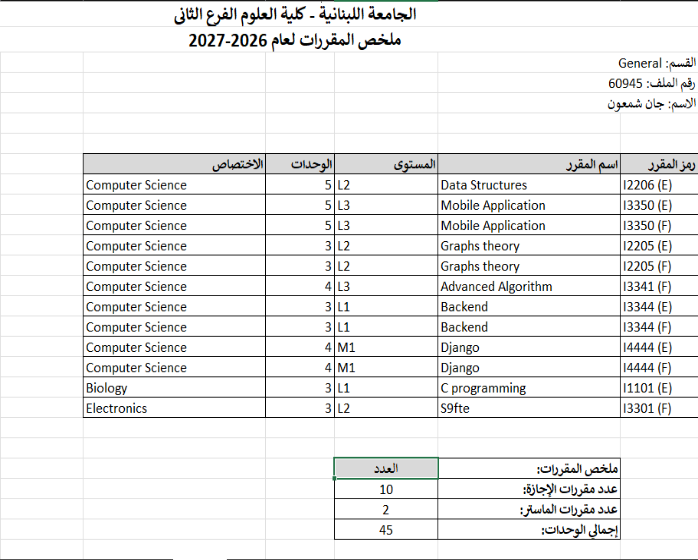 الجامعة اللبنانية - كلية العلوم الفرع الثانى
ملخص المقررات لعام 2026-2027
القسم: General
رقم الملف: 60945
الاسم: جان شمعون
رمز المقرر اسم المقرر المستوى الوحدات الاختصاص
I2206 (E) Data Structures L2 5 Computer Science
I3350 (E) Mobile Application L3 5 Computer Science
I3350 (F) Mobile Application L3 5 Computer Science
I2205 (E) Graphs theory L2 3 Computer Science
I2205 (F) Graphs theory L2 3 Computer Science
I3341 (F) Advanced Algorithm L3 4 Computer Science
I3344 (E) Backend L1 3 Computer Science
I3344 (F) Backend L1 3 Computer Science
I4444 (E) Django M1 4 Computer Science
I4444 (F) Django M1 4 Computer Science
I1101 (E) C programming L1 3 Biology
I3301 (F) S9fte L2 3 Electronics
ملخص المقررات: العدد
عدد مقررات الإجازة: 10
عدد مقررات الماستر: 2
إجمالي الوحدات: 45